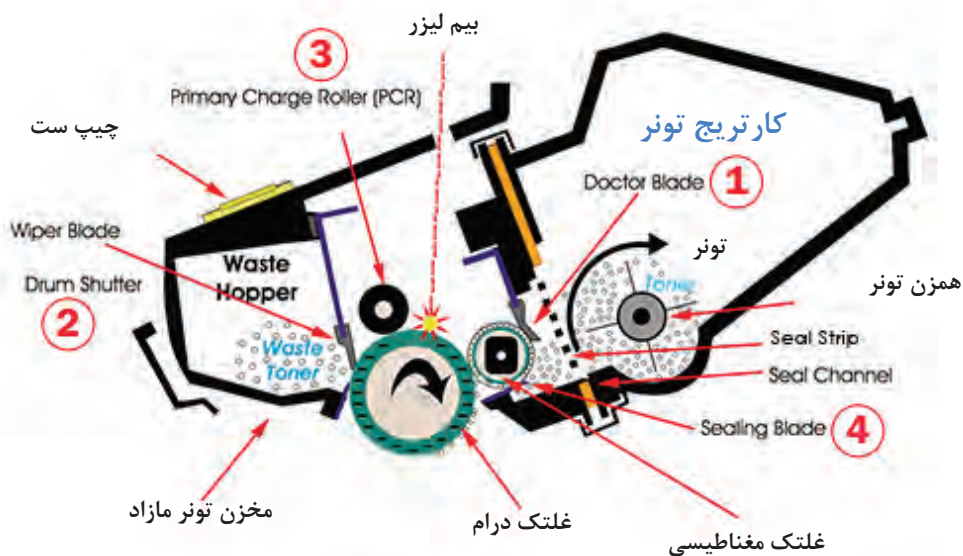 بیم لیزر
3
Primary Charge Roller (PCR)
چیپ ست
کارتریج تونر
Doctor Blade 1
Wiper Blade
Waste
Hopper
تونر
Toner
همزن تونر
Drum Shutter
2
Waste
Toner
Seal Strip
Seal Channel
Sealing Blade 4
مخزن تونر مازاد
غلتک درام
غلتک مغناطیسی